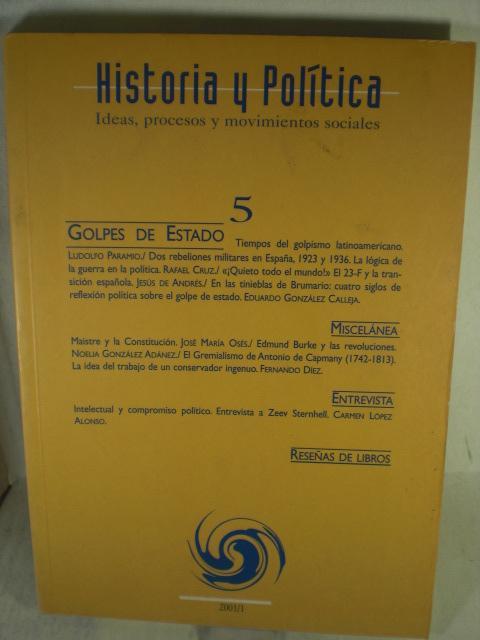 Historia y Política
Ideas, procesos y movimientos sociales
5
GOLPES DE ESTADO Tiempos del golpismo latinoamericano.
LUDOLFO PARAMIO./ Dos rebeliones militares en España, 1923 y 1936. La lógica de
la guerra en la política. RAFAEL CRUZ./ «¡Quieto todo el mundo!» El 23-F y la tran-
sición española. JESÚS DE ANDRÉS./ En las tinieblas de Brumario: cuatro siglos de
reflexión política sobre el golpe de estado. EDUARDO GONZÁLEZ CALLEJA.
MISCELÁNEA
Maistre y la Constitución. JOSÉ MARÍA OSÉS./ Edmund Burke y las revoluciones.
NOELIA GONZÁLEZ ADÁNEZ./ El Gremialismo de Antonio de Capmany (1742-1813).
La idea del trabajo de un conservador ingenuo. FERNANDO DÍEZ.
ENTREVISTA
Intelectual y compromiso político. Entrevista a Zeev Sternhell. CARMEN LÓPEZ
ALONSO.
RESEÑAS DE LIBROS
2001/1